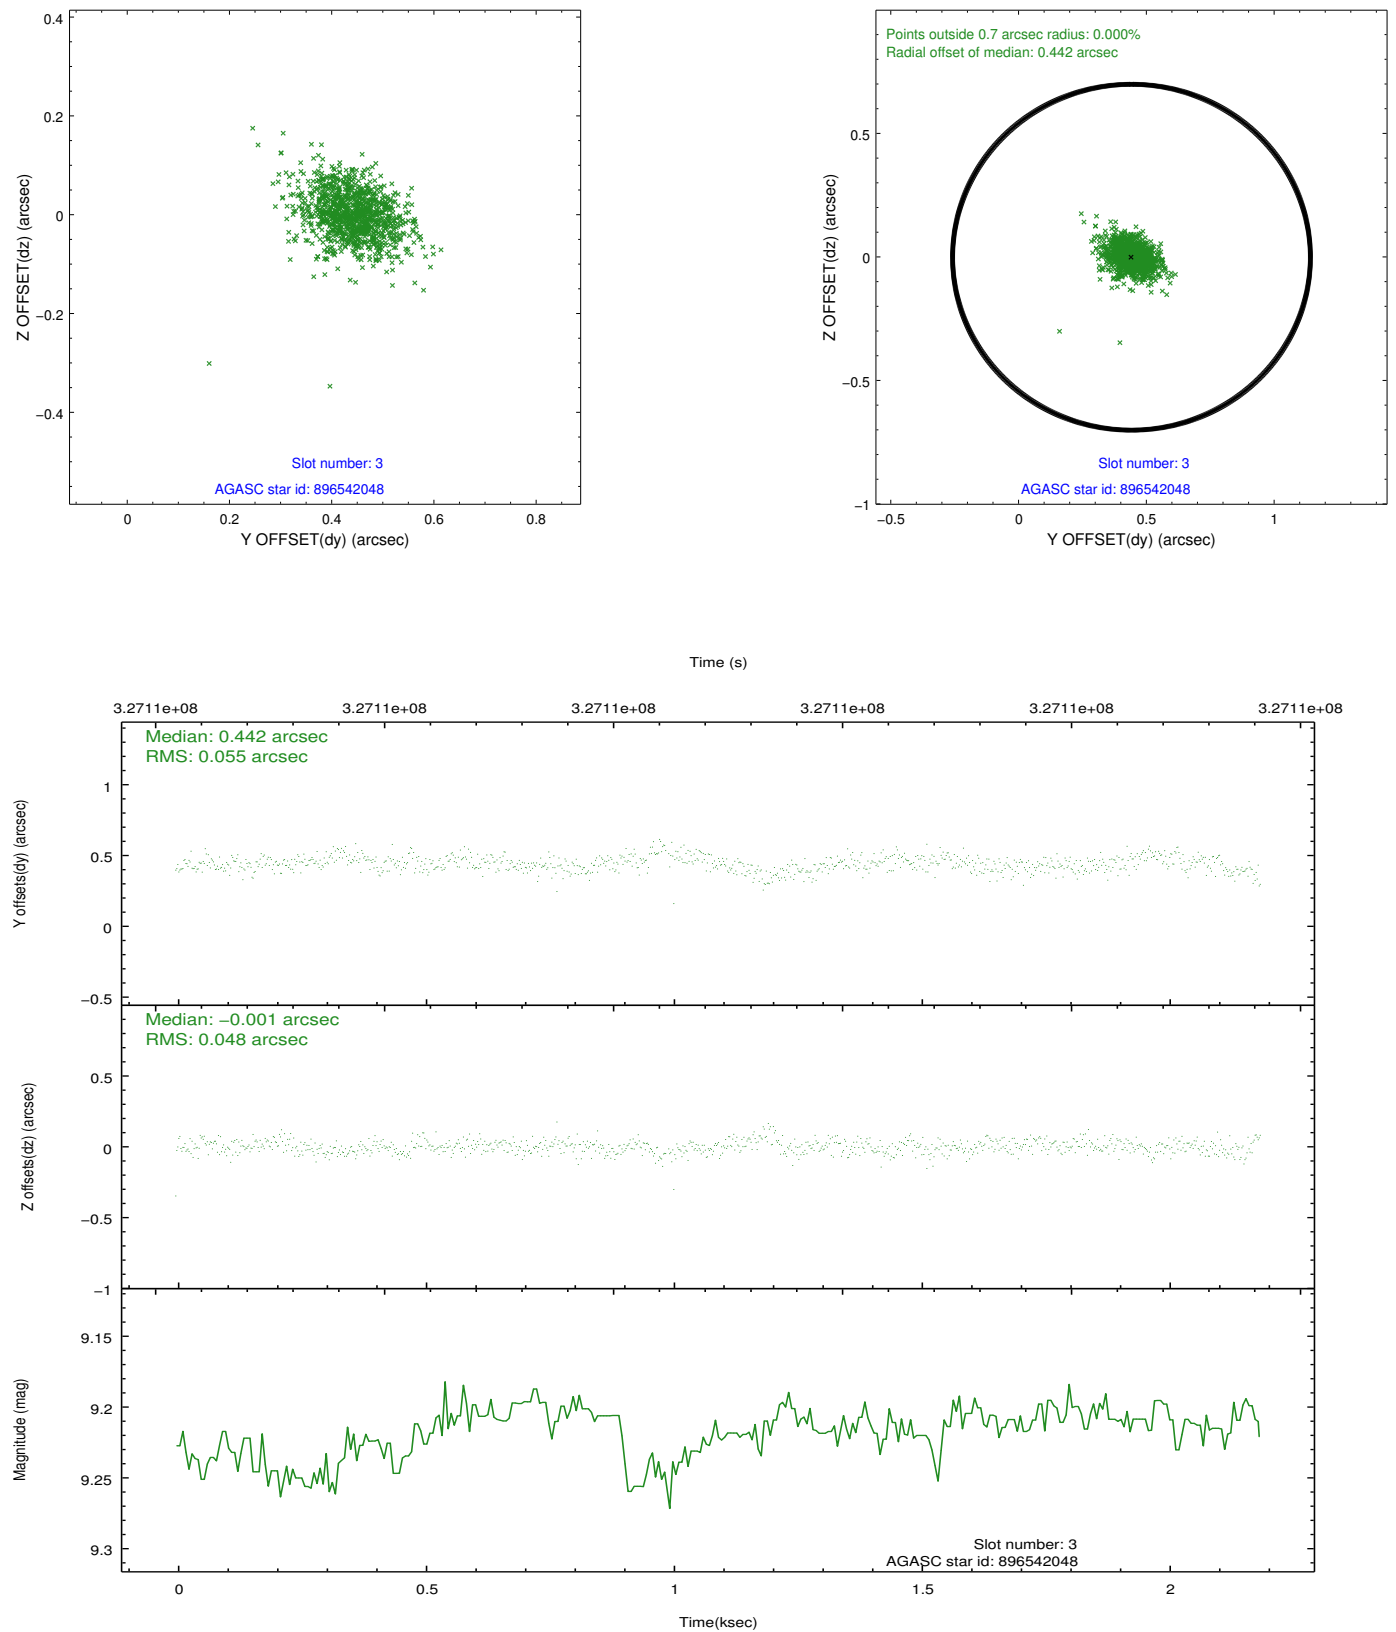 0.4
0.2
0
−0.2
−0.4
Z OFFSET(dz) (arcsec)
Slot number: 3
AGASC star id: 896542048
0 0.2 0.4 0.6 0.8
Y OFFSET(dy) (arcsec)
Points outside 0.7 arcsec radius: 0.000%
Radial offset of median: 0.442 arcsec
0.5
0
−0.5
−1
Z OFFSET(dz) (arcsec)
Slot number: 3
AGASC star id: 896542048
−0.5 0 0.5 1
Y OFFSET(dy) (arcsec)
Time (s)
3.2711e+08 3.2711e+08 3.2711e+08 3.2711e+08 3.2711e+08 3.2711e+08
Median: 0.442 arcsec
RMS: 0.055 arcsec
1
0.5
0
−0.5
Y offsets(dy) (arcsec)
Median: −0.001 arcsec
RMS: 0.048 arcsec
0.5
0
−0.5
−1
Z offsets(dz) (arcsec)
9.15
9.2
9.25
9.3
Magnitude (mag)
Slot number: 3
AGASC star id: 896542048
0 0.5 1 1.5 2
Time(ksec)